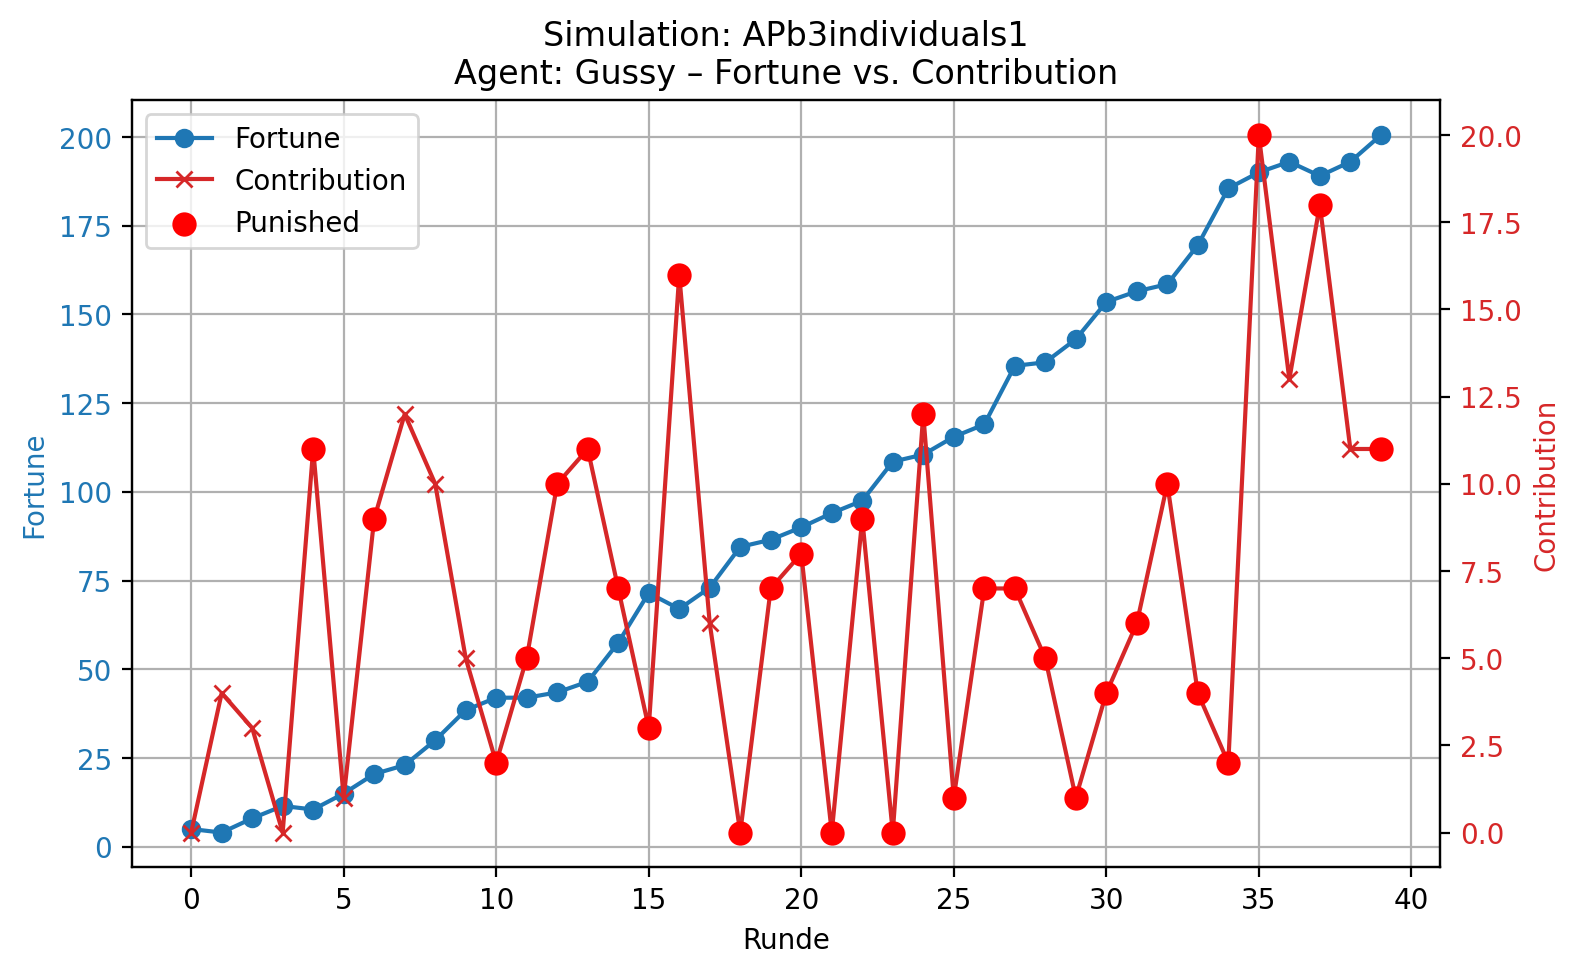 Simulation: APb3individuals1
Agent: Gussy – Fortune vs. Contribution
Fortune
Contribution
Punished
200
175
150
125
100
75
50
25
0
Fortune
20.0
17.5
15.0
12.5
10.0
7.5
5.0
2.5
0.0
Contribution
0 5 10 15 20 25 30 35 40
Runde